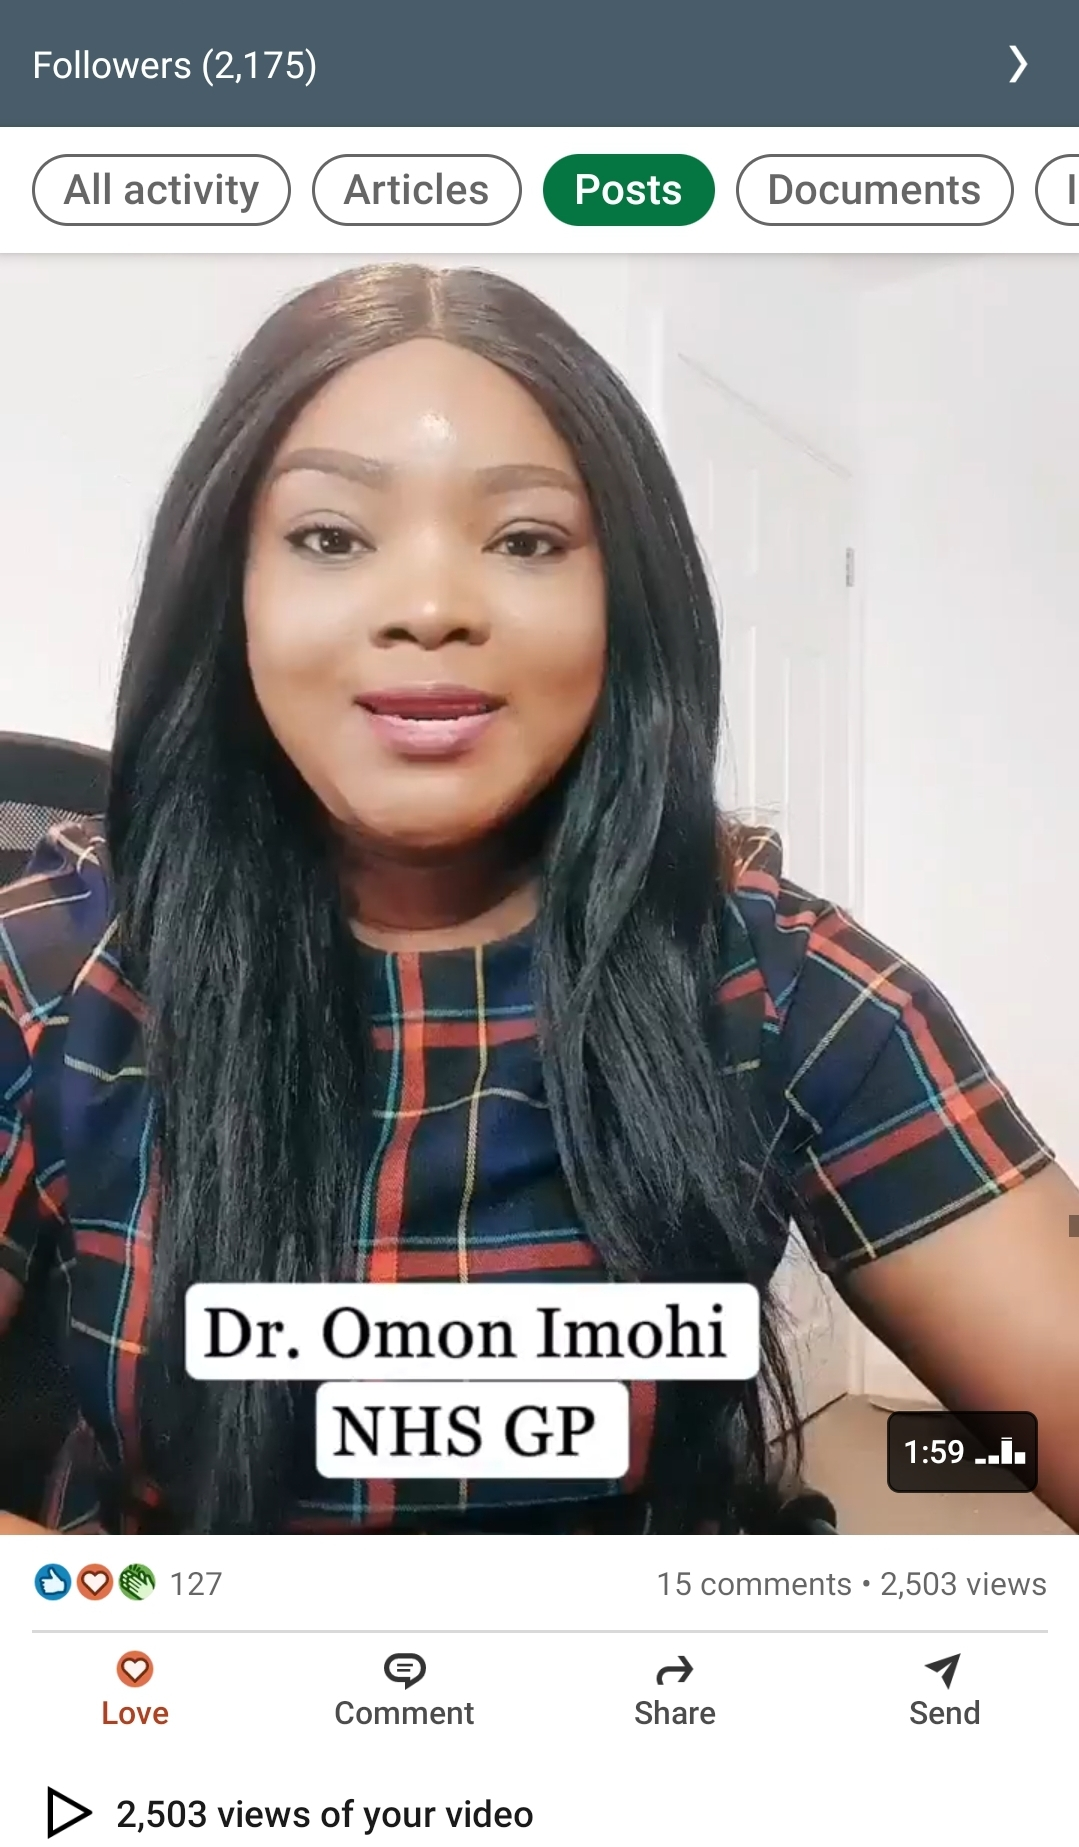 Followers (2,175)
All activity Articles Posts Documents
Dr. Omon Imohi
NHS GP
1:59
127 15 comments • 2,503 views
Love Comment Share Send
2,503 views of your video